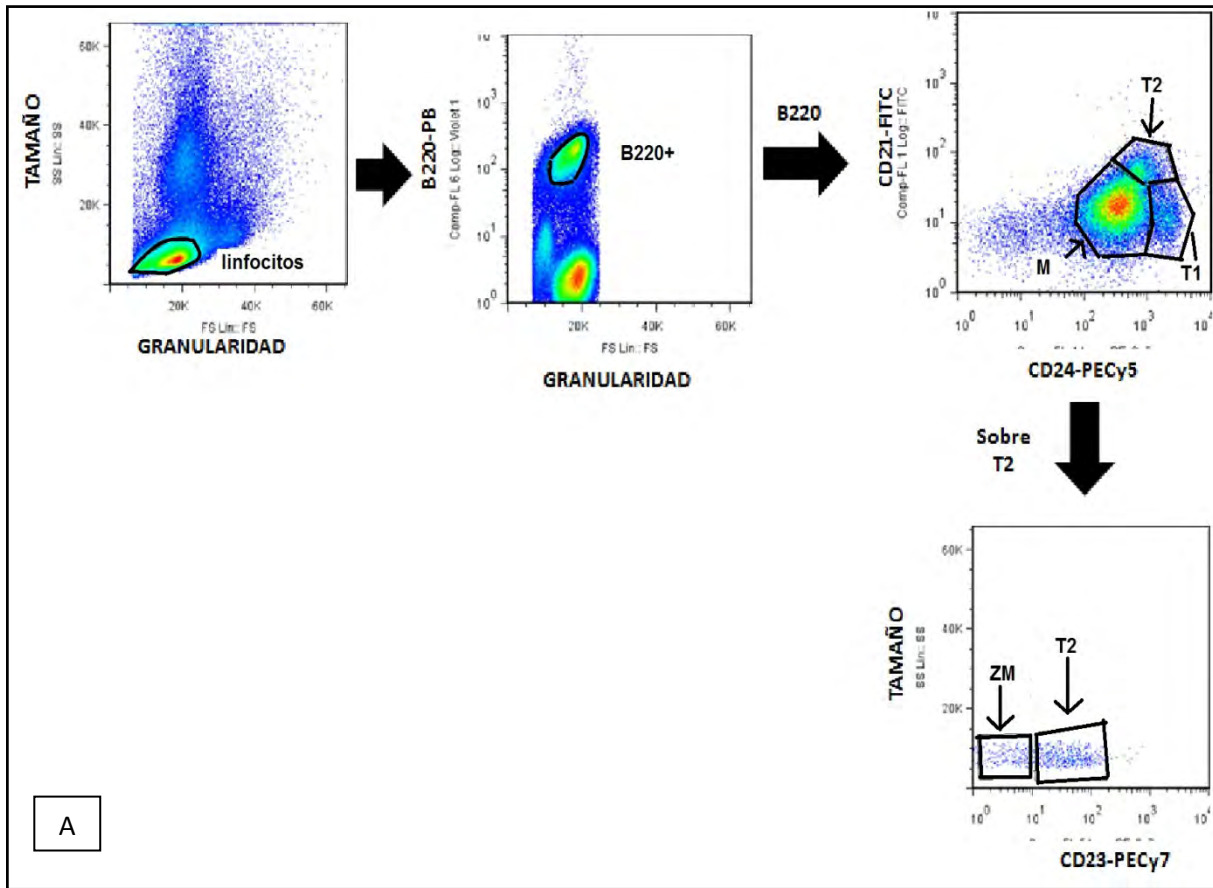 60K
40K
20K
TAMAÑO
SS Lin: SS
linfocitos
20K
40K
60K
FS Lin:: FS
GRANULARIDAD
B220-PB
Comp-FL 6 Log:: Violet 1
10³
10²
10¹
10⁰
B220+
20K
40K
60K
FS Lin:: FS
GRANULARIDAD
B220
CD21-FITC
Comp-FL 1 Log:: FITC
10³
10²
10¹
10⁰
T2
M
T1
10⁰ 10¹ 10² 10³ 10⁴
CD24-PECy5
Sobre
T2
TAMAÑO
SS Lin: SS
60K
40K
20K
ZM
T2
10⁰ 10¹ 10² 10³ 10⁴
CD23-PECy7
A